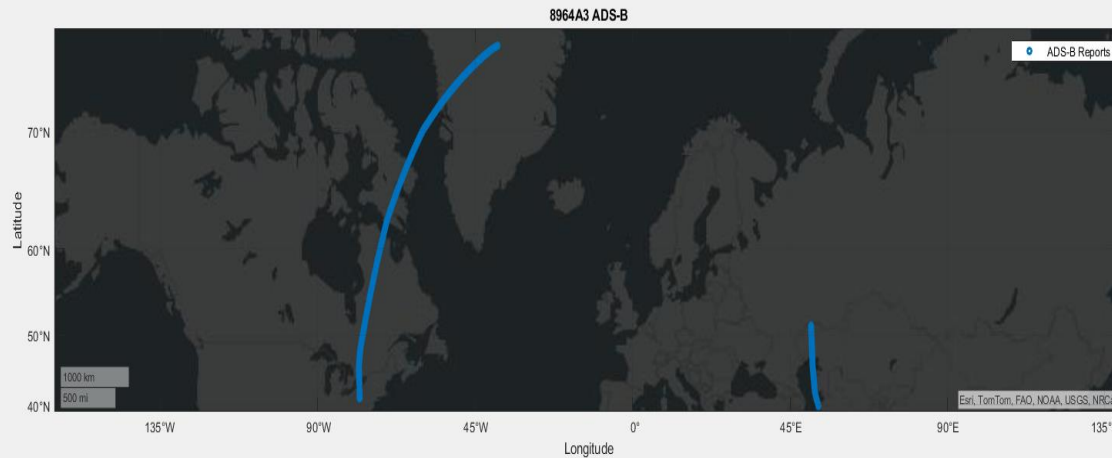 8964A3 ADS-B
ADS-B Reports
70°N
60°N
50°N
40°N
Latitude
1000 km
500 mi
Esri, TomTom, FAO, NOAA, USGS, NRCa
135°W
90°W
45°W
0°
45°E
90°E
135°
Longitude